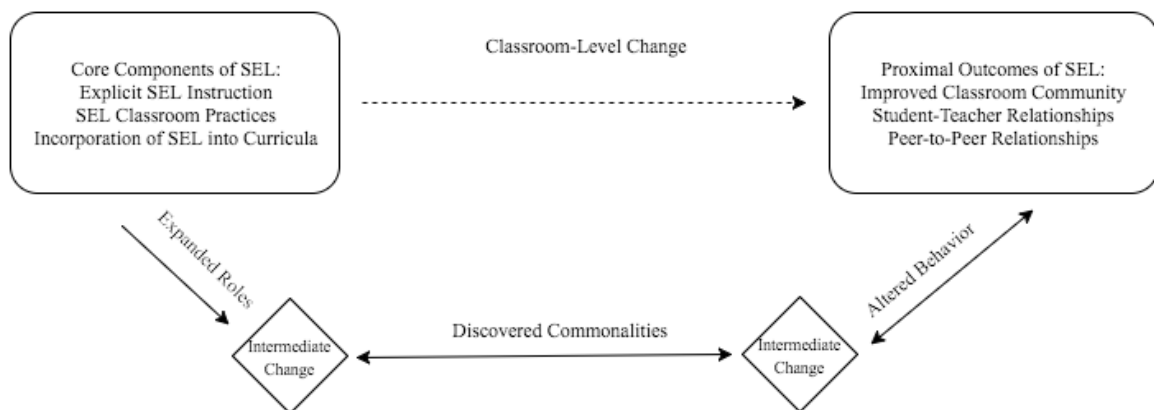 Core Components of SEL:
Explicit SEL Instruction
SEL Classroom Practices
Incorporation of SEL into Curricula
Classroom-Level Change
Proximal Outcomes of SEL:
Improved Classroom Community
Student-Teacher Relationships
Peer-to-Peer Relationships
Expanded Roles
Intermediate
Change
Discovered Commonalities
Intermediate
Change
Altered Behavior